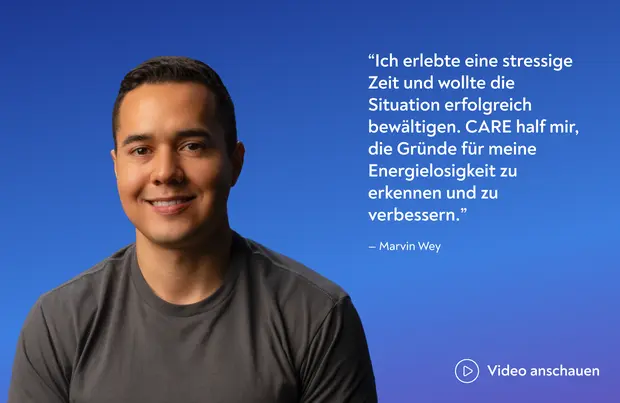 “Ich erlebte eine stressige
Zeit und wollte die
Situation erfolgreich
bewältigen. CARE half mir,
die Gründe für meine
Energielosigkeit zu
erkennen und zu
verbessern.”
– Marvin Wey
Video anschauen